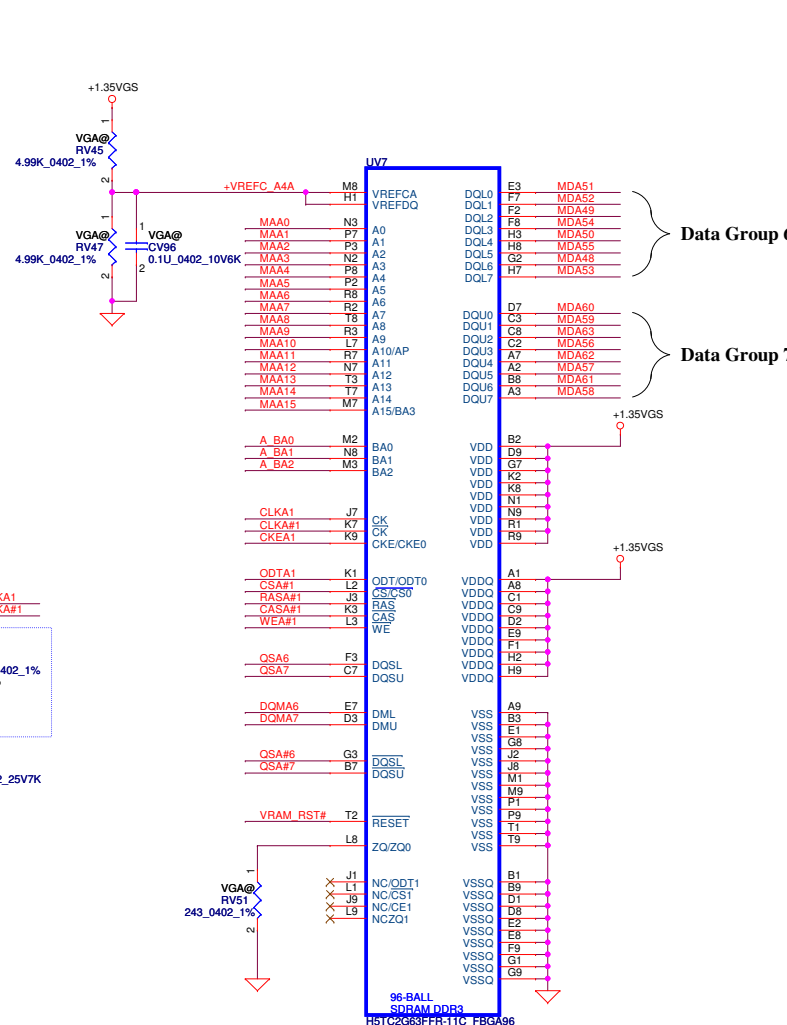 +1.35VGS
1
VGA@
RV45
4.99K_0402_1%
2
+VREFC_A4A
1
VGA@
RV47
4.99K_0402_1%
2
1
VGA@
CV96
0.1U_0402_10V6K
2
UV7
M8 VREFCA
H1 VREFDQ
MAA0 N3 A0
MAA1 P7 A1
MAA2 P3 A2
MAA3 N2 A3
MAA4 P8 A4
MAA5 P2 A5
MAA6 R8 A6
MAA7 R2 A7
MAA8 T8 A8
MAA9 R3 A9
MAA10 L7 A10/AP
MAA11 R7 A11
MAA12 N7 A12
MAA13 T3 A13
MAA14 T7 A14
MAA15 M7 A15/BA3
A_BA0 M2 BA0
A_BA1 N8 BA1
A_BA2 M3 BA2
CLKA1 J7 CK
CLKA#1 K7 CK
CKEA1 K9 CKE/CKE0
ODTA1 K1 ODT/ODT0
CSA#1 L2 CS/CS0
RASA#1 J3 RAS
CASA#1 K3 CAS
WEA#1 L3 WE
QSA6 F3 DQSL
QSA7 C7 DQSU
DQMA6 E7 DML
DQMA7 D3 DMU
QSA#6 G3 DQSL
QSA#7 B7 DQSU
VRAM_RST# T2 RESET
L8 ZQ/ZQ0
J1 NC/ODT1
L1 NC/CS1
J9 NC/CE1
L9 NCZQ1
1
VGA@
RV51
243_0402_1%
2
DQL0 E3 MDA51
DQL1 F7 MDA52
DQL2 F2 MDA49
DQL3 F8 MDA54
DQL4 H3 MDA50
DQL5 H8 MDA55
DQL6 G2 MDA48
DQL7 H7 MDA53
Data Group 6
DQU0 D7 MDA60
DQU1 C3 MDA59
DQU2 C8 MDA63
DQU3 C2 MDA56
DQU4 A7 MDA62
DQU5 A2 MDA57
DQU6 B8 MDA61
DQU7 A3 MDA58
Data Group 7
+1.35VGS
VDD B2
VDD D9
VDD G7
VDD K2
VDD K8
VDD N1
VDD N9
VDD R1
VDD R9
+1.35VGS
VDDQ A1
VDDQ A8
VDDQ C1
VDDQ C9
VDDQ D2
VDDQ E9
VDDQ F1
VDDQ H2
VDDQ H9
VSS A9
VSS B3
VSS E1
VSS G8
VSS J2
VSS J8
VSS M1
VSS M9
VSS P1
VSS P9
VSS T1
VSS T9
VSSQ B1
VSSQ B9
VSSQ D1
VSSQ D8
VSSQ E2
VSSQ E8
VSSQ F9
VSSQ G1
VSSQ G9
96-BALL
SDRAM DDR3
H5TC2G63FFR-11C_FBGA96
KA1
KA#1
402_1%
2_25V7K